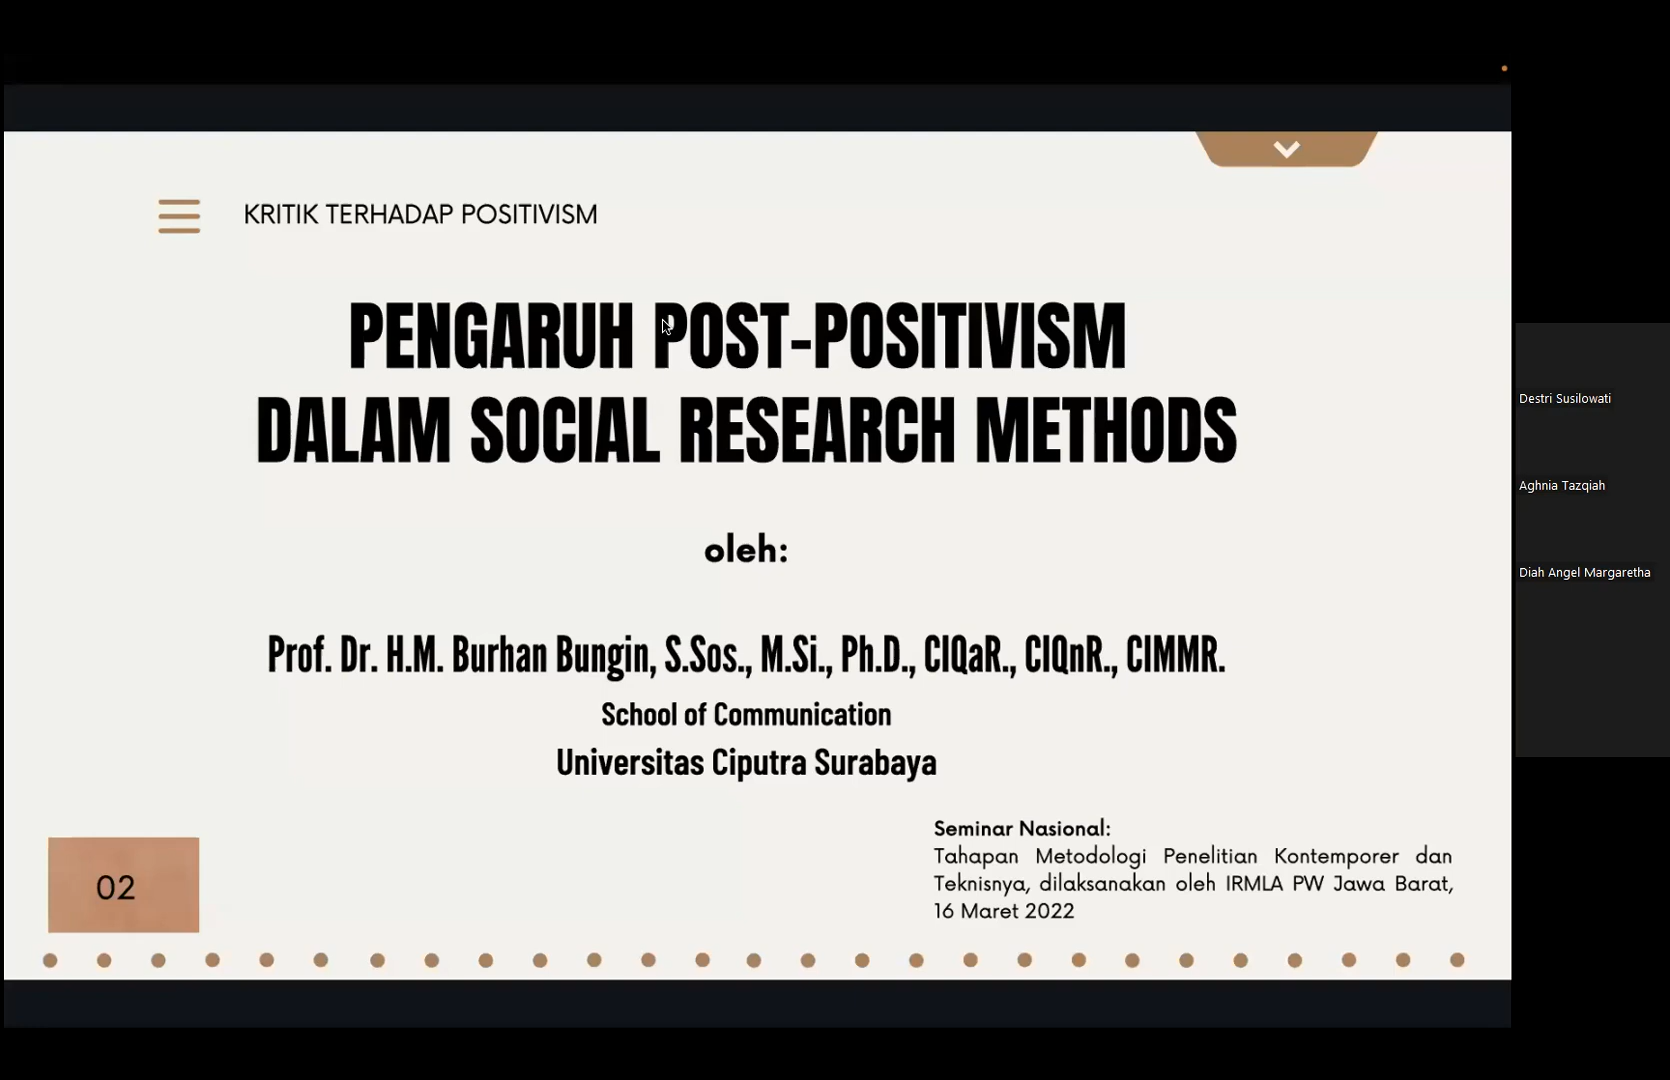 KRITIK TERHADAP POSITIVISM
PENGARUH POST-POSITIVISM
DALAM SOCIAL RESEARCH METHODS
oleh:
Prof. Dr. H.M. Burhan Bungin, S.Sos., M.Si., Ph.D., CIQaR., CIQnR., CIMMR.
School of Communication
Universitas Ciputra Surabaya
Seminar Nasional:
Tahapan Metodologi Penelitian Kontemporer dan
Teknisnya, dilaksanakan oleh IRMLA PW Jawa Barat,
16 Maret 2022
02
Destri Susilowati
Aghnia Tazqiah
Diah Angel Margaretha